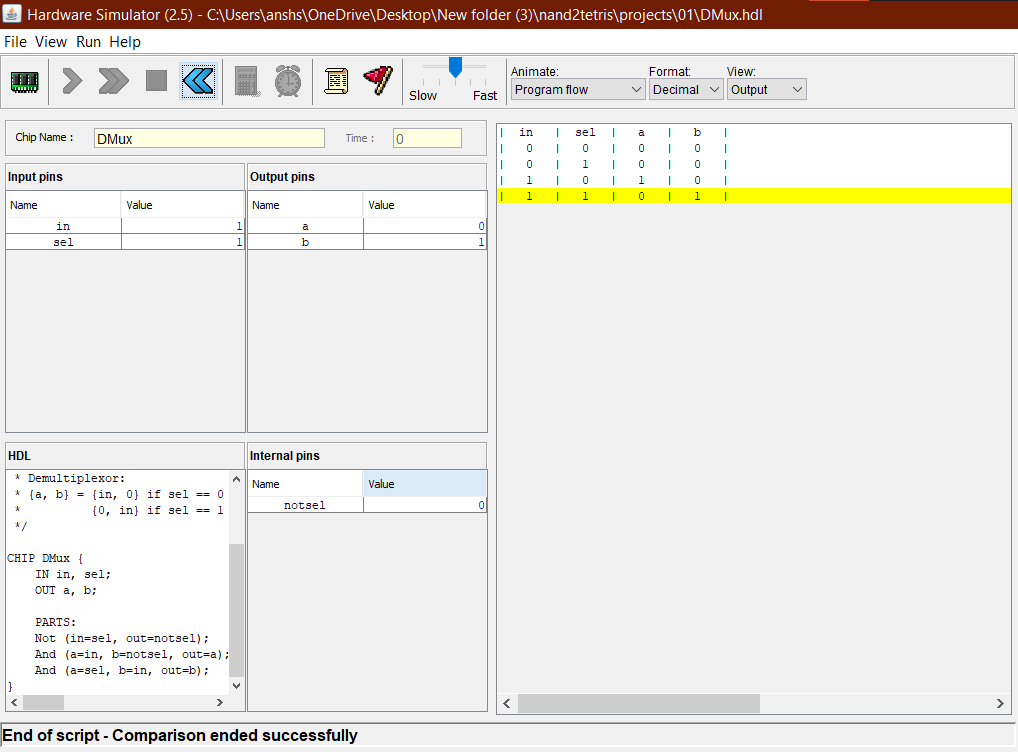 Hardware Simulator (2.5) - C:\Users\anshs\OneDrive\Desktop\New folder (3)\nand2tetris\projects\01\DMux.hdl
File View Run Help
Slow Fast
Animate: Format: View:
Program flow Decimal Output
Chip Name : DMux Time : 0
Input pins
Name Value
in 1
sel 1
Output pins
Name Value
a 0
b 1
HDL
* Demultiplexor:
* {a, b} = {in, 0} if sel == 0
* {0, in} if sel == 1
*/
CHIP DMux {
IN in, sel;
OUT a, b;
PARTS:
Not (in=sel, out=notsel);
And (a=in, b=notsel, out=a);
And (a=sel, b=in, out=b);
}
Internal pins
Name Value
notsel 0
| in | sel | a | b |
| 0 | 0 | 0 | 0 |
| 0 | 1 | 0 | 0 |
| 1 | 0 | 1 | 0 |
| 1 | 1 | 0 | 1 |
End of script - Comparison ended successfully